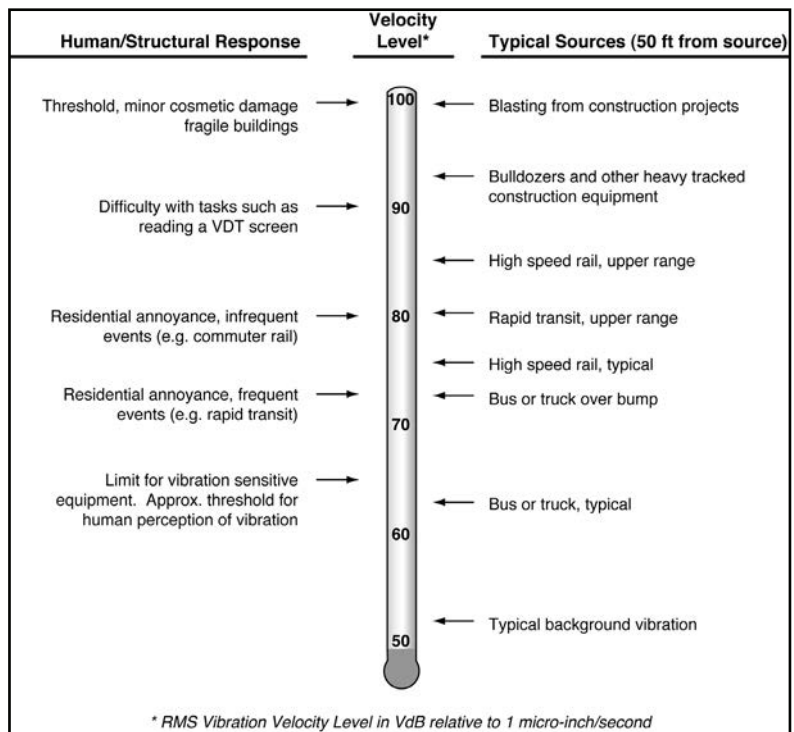 Human/Structural Response
Velocity
Level*
Typical Sources (50 ft from source)
Threshold, minor cosmetic damage
fragile buildings
100
Blasting from construction projects
Bulldozers and other heavy tracked
construction equipment
Difficulty with tasks such as
reading a VDT screen
90
High speed rail, upper range
Residential annoyance, infrequent
events (e.g. commuter rail)
80
Rapid transit, upper range
High speed rail, typical
Residential annoyance, frequent
events (e.g. rapid transit)
Bus or truck over bump
70
Limit for vibration sensitive
equipment. Approx. threshold for
human perception of vibration
Bus or truck, typical
60
Typical background vibration
50
* RMS Vibration Velocity Level in VdB relative to 1 micro-inch/second